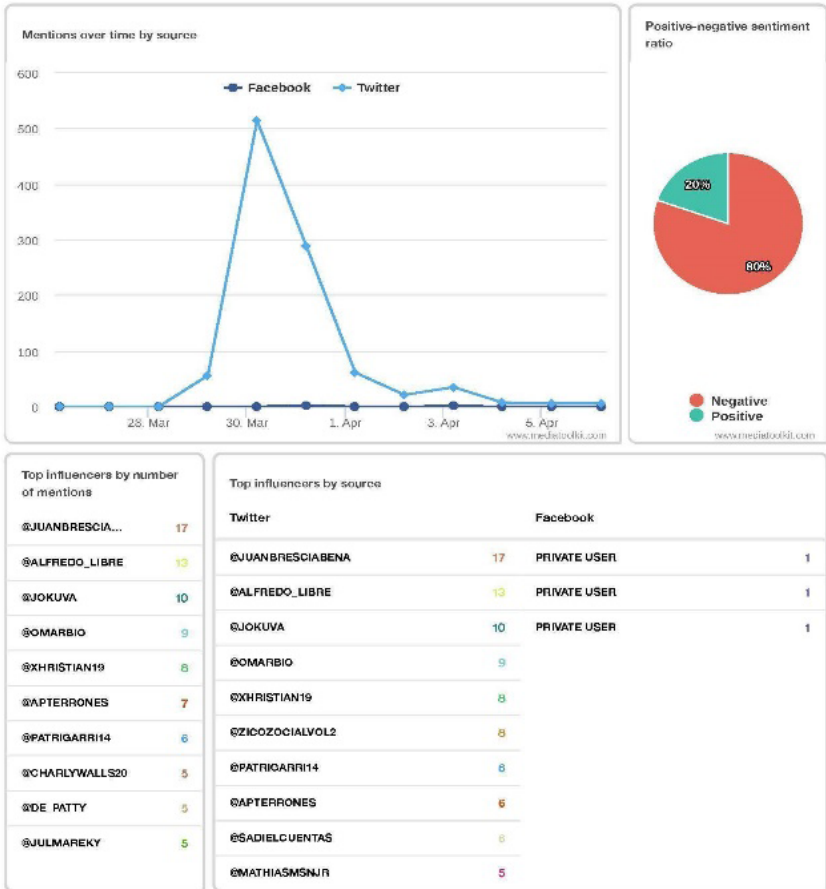 Mentions over time by source
Facebook Twitter
600
500
400
300
200
100
0
28. Mar 30. Mar 1. Apr 3. Apr 5. Apr
www.mediatoolkit.com
Positive-negative sentiment
ratio
20%
80%
Negative
Positive
www.mediatoolkit.com
Top influencers by number
of mentions
@JUANBRESCIA... 17
@ALFREDO_LIBRE 13
@JOKUVA 10
@OMARBIO 9
@XHRISTIAN19 8
@APTERRONES 7
@PATRIGARRI14 6
@CHARLYWALLS20 5
@DE_PATTY 5
@JULMAREKY 5
Top influencers by source
Twitter
@JUANBRESCIABENA 17
@ALFREDO_LIBRE 13
@JOKUVA 10
@OMARBIO 9
@XHRISTIAN19 8
@ZICOZOCIALVOL2 8
@PATRIGARRI14 6
@APTERRONES 6
@SADIELCUENTAS 6
@MATHIASMSNJR 5
Facebook
PRIVATE USER 1
PRIVATE USER 1
PRIVATE USER 1